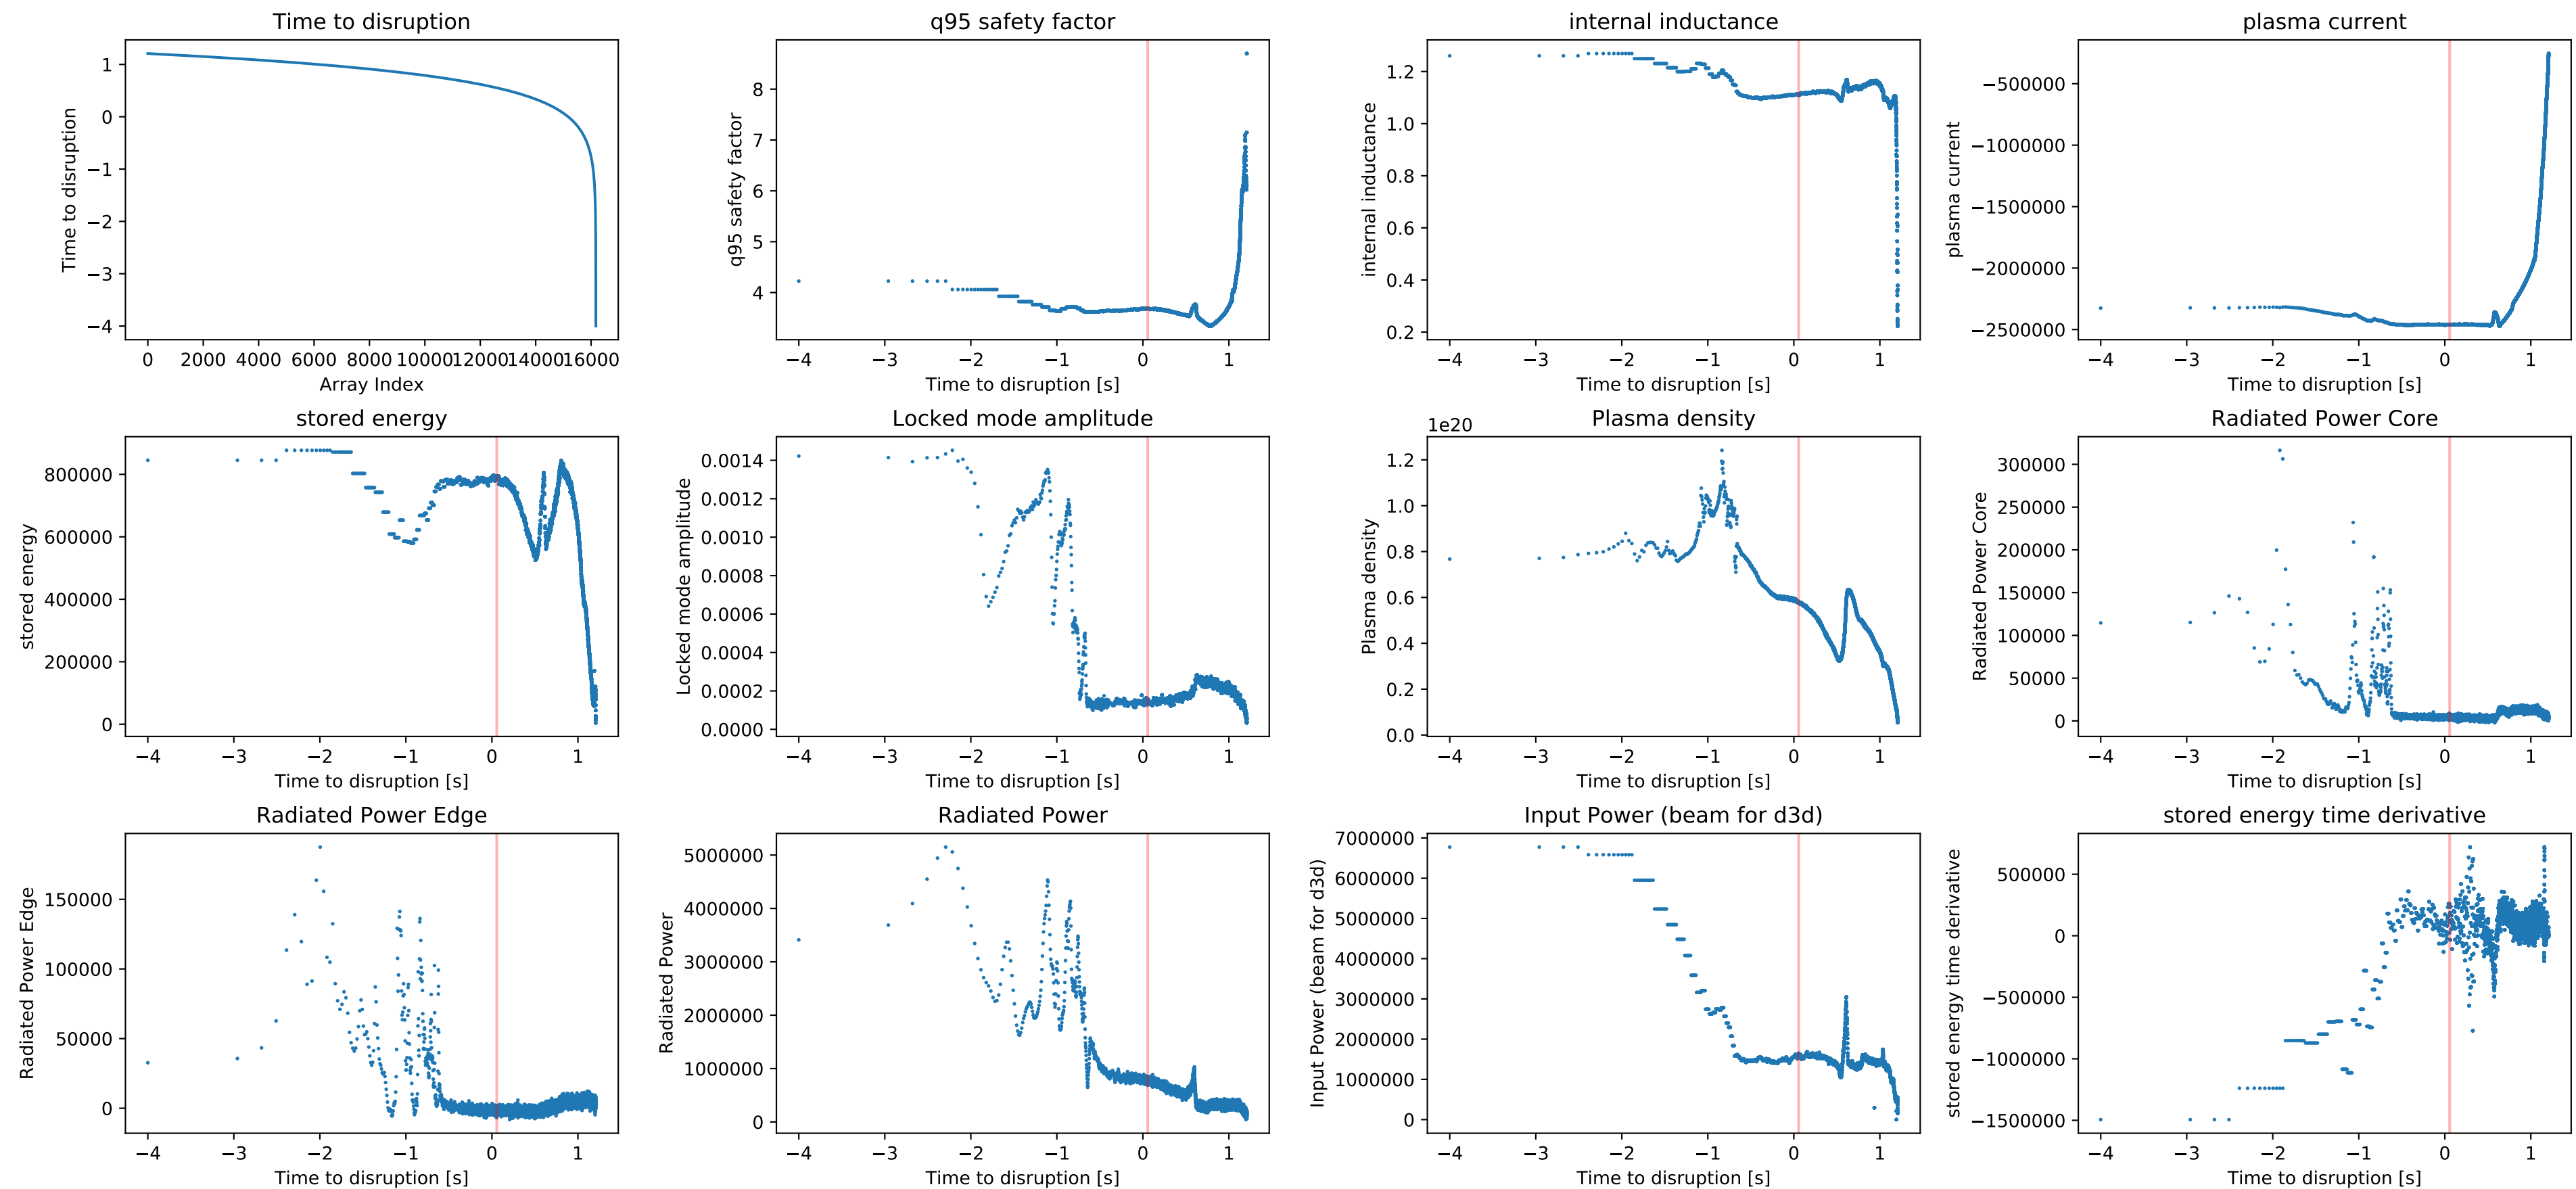 Time to disruption
Time to disruption
1
0
−1
−2
−3
−4
0 2000 4000 6000 8000 10000 12000 14000 16000
Array Index
q95 safety factor
q95 safety factor
8
7
6
5
4
−4 −3 −2 −1 0 1
Time to disruption [s]
internal inductance
internal inductance
1.2
1.0
0.8
0.6
0.4
0.2
−4 −3 −2 −1 0 1
Time to disruption [s]
plasma current
plasma current
−500000
−1000000
−1500000
−2000000
−2500000
−4 −3 −2 −1 0 1
Time to disruption [s]
stored energy
stored energy
800000
600000
400000
200000
0
−4 −3 −2 −1 0 1
Time to disruption [s]
Locked mode amplitude
Locked mode amplitude
0.0014
0.0012
0.0010
0.0008
0.0006
0.0004
0.0002
0.0000
−4 −3 −2 −1 0 1
Time to disruption [s]
Plasma density
1e20
Plasma density
1.2
1.0
0.8
0.6
0.4
0.2
0.0
−4 −3 −2 −1 0 1
Time to disruption [s]
Radiated Power Core
Radiated Power Core
300000
250000
200000
150000
100000
50000
0
−4 −3 −2 −1 0 1
Time to disruption [s]
Radiated Power Edge
Radiated Power Edge
150000
100000
50000
0
−4 −3 −2 −1 0 1
Time to disruption [s]
Radiated Power
Radiated Power
5000000
4000000
3000000
2000000
1000000
0
−4 −3 −2 −1 0 1
Time to disruption [s]
Input Power (beam for d3d)
Input Power (beam for d3d)
7000000
6000000
5000000
4000000
3000000
2000000
1000000
0
−4 −3 −2 −1 0 1
Time to disruption [s]
stored energy time derivative
stored energy time derivative
500000
0
−500000
−1000000
−1500000
−4 −3 −2 −1 0 1
Time to disruption [s]